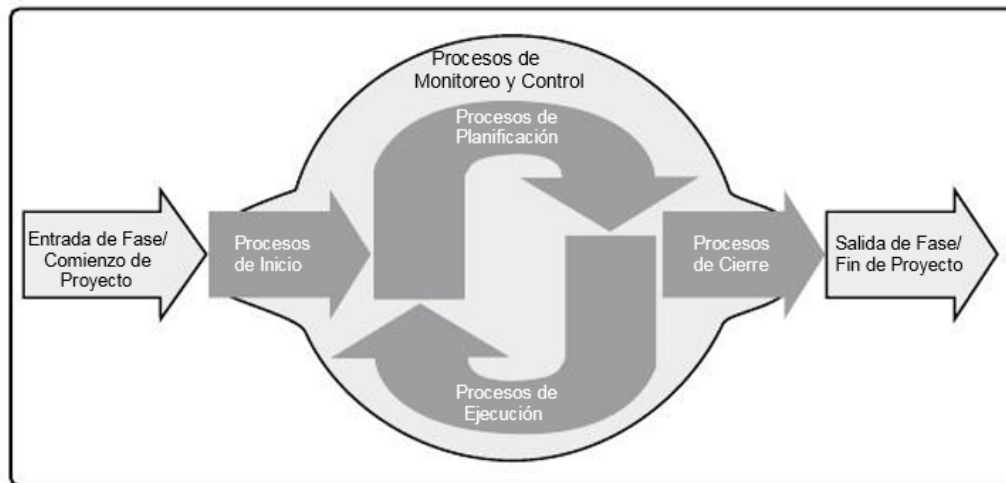 Procesos de
Monitoreo y Control
Procesos de
Planificación
Entrada de Fase/
Comienzo de
Proyecto
Procesos
de Inicio
Procesos
de Cierre
Salida de Fase/
Fin de Proyecto
Procesos de
Ejecución